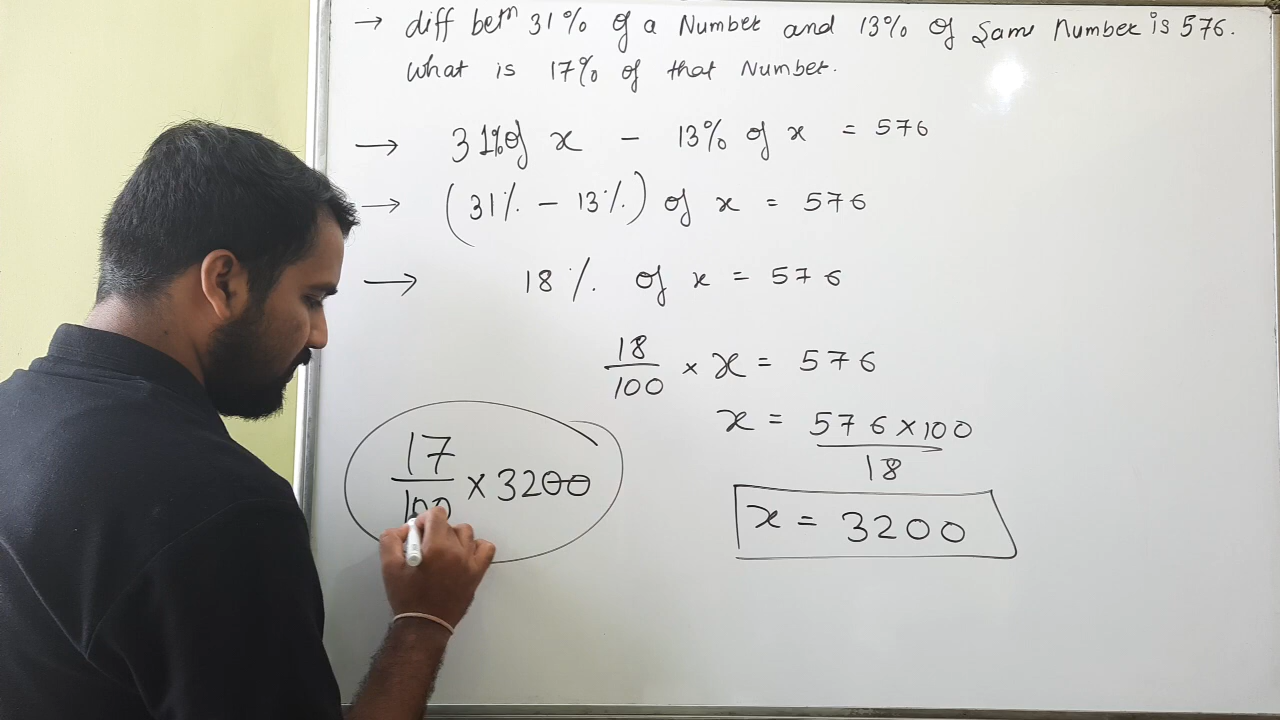 → diff betn 31% of a Number and 13% of Same Number is 576.
What is 17% of that Number.
→ 31% of x - 13% of x = 576
→ (31% - 13%) of x = 576
→ 18% of x = 576
18/100 × x = 576
x = 576×100/18
x = 3200
17/100 × 3200